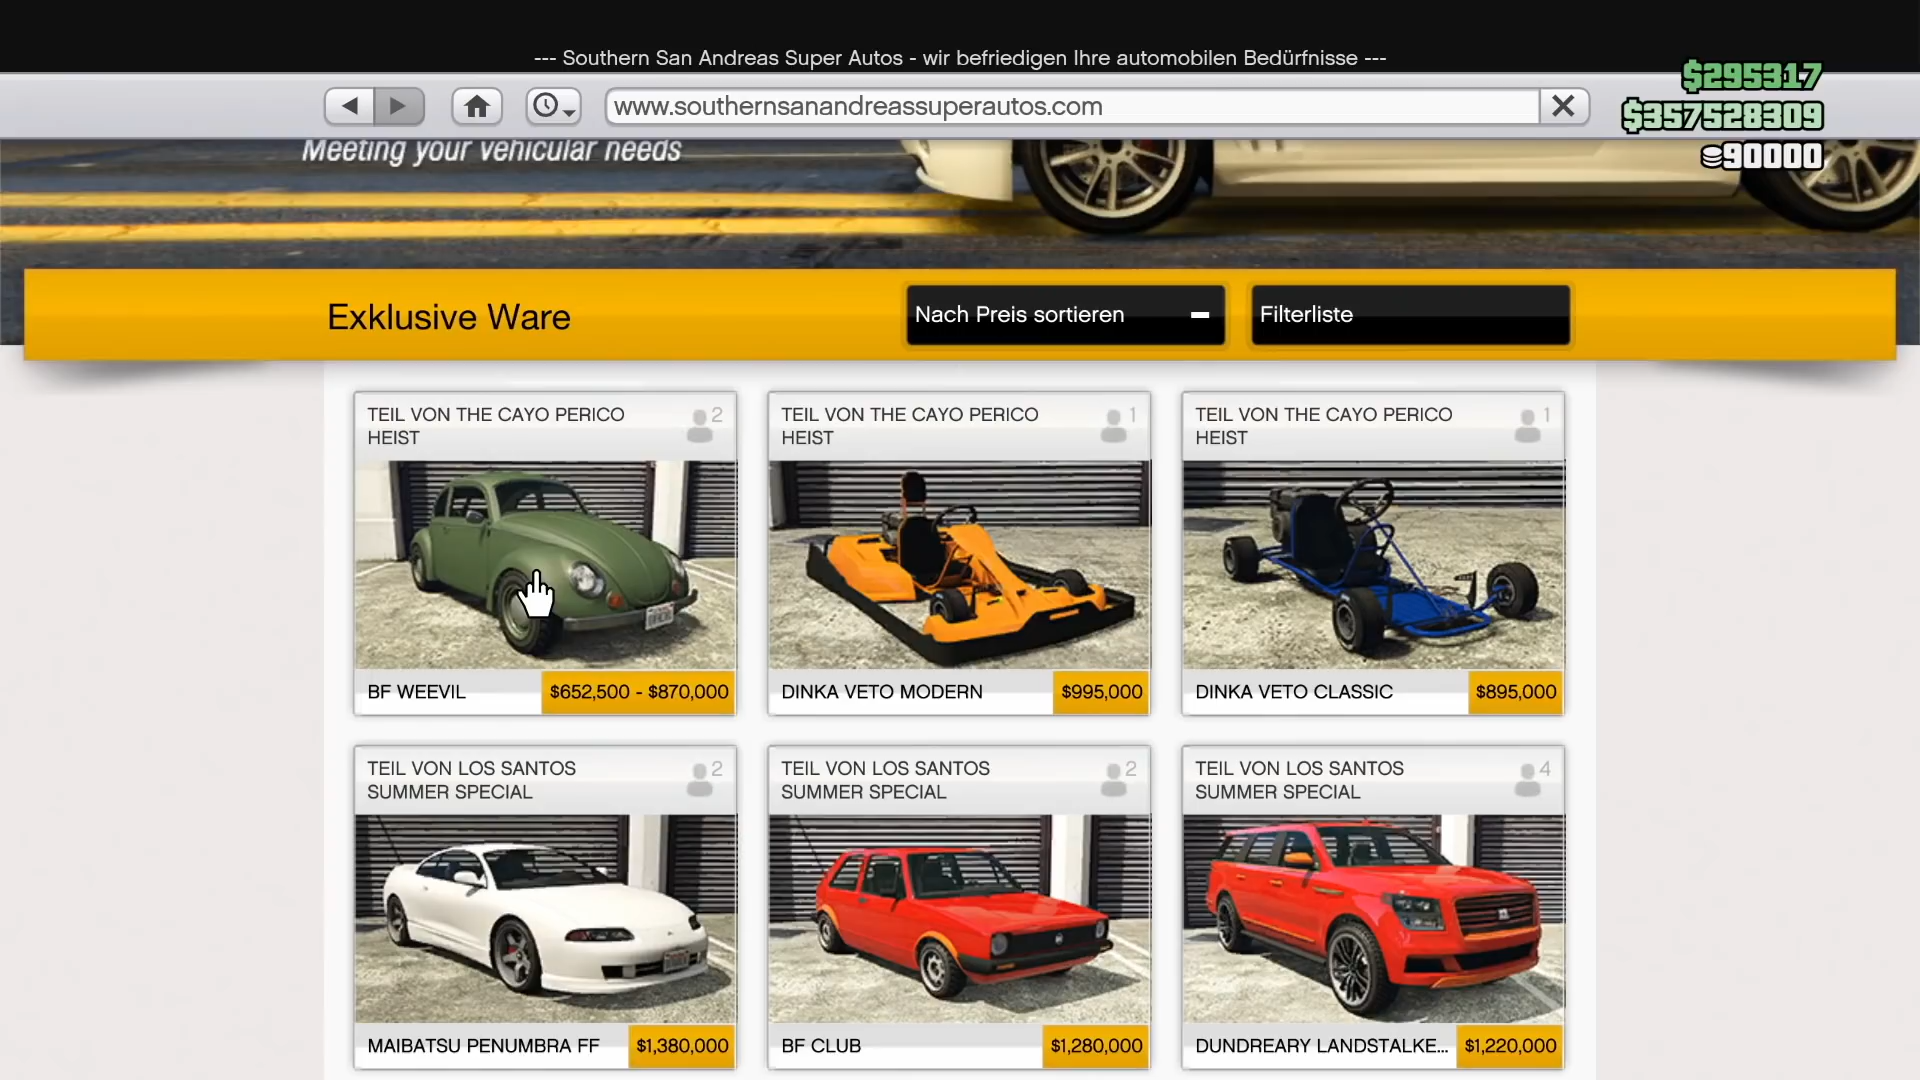 --- Southern San Andreas Super Autos - wir befriedigen Ihre automobilen Bedürfnisse ---
www.southernsanandreassuperautos.com
$295317
$357528309
90000
Meeting your vehicular needs
Exklusive Ware
Nach Preis sortieren
Filterliste
TEIL VON THE CAYO PERICO
HEIST
2
BF WEEVIL
$652,500 - $870,000
TEIL VON THE CAYO PERICO
HEIST
1
DINKA VETO MODERN
$995,000
TEIL VON THE CAYO PERICO
HEIST
1
DINKA VETO CLASSIC
$895,000
TEIL VON LOS SANTOS
SUMMER SPECIAL
2
MAIBATSU PENUMBRA FF
$1,380,000
TEIL VON LOS SANTOS
SUMMER SPECIAL
2
BF CLUB
$1,280,000
TEIL VON LOS SANTOS
SUMMER SPECIAL
4
DUNDREARY LANDSTALKE...
$1,220,000